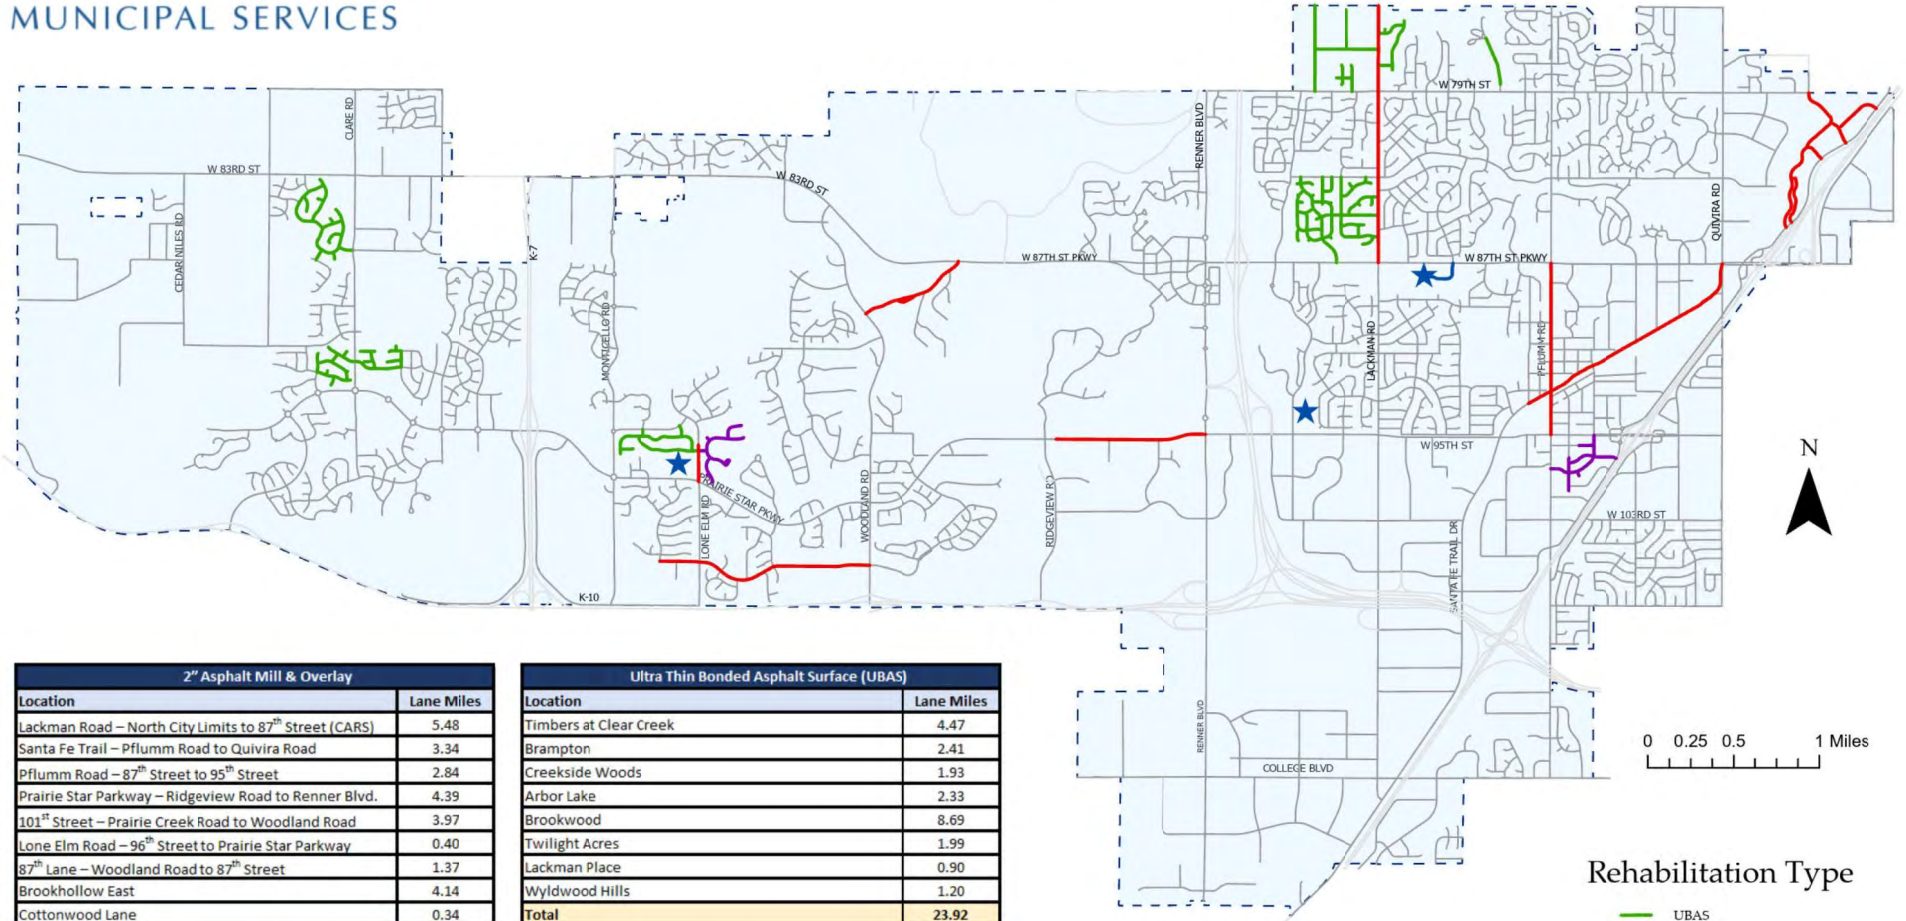 MUNICIPAL SERVICES
W 79TH ST
RENNER BLVD
CLARE RD
W 83RD ST
W 83RD ST
QUIVIRA RD
CEDAR NILES RD
K-7
W 87TH ST PKWY
W 87TH ST PKWY
MONTICELLO RD
LACKMAN RD
PFLUMM RD
W 95TH ST
N
PRAIRIE STAR PKWY
WOODLAND RD
RIDGEVIEW RD
LONE ELM RD
W 103RD ST
SANTA FE TRAIL DR
K-10
RENNER BLVD
COLLEGE BLVD
0 0.25 0.5 1 Miles
2" Asphalt Mill & Overlay
Location Lane Miles
Lackman Road – North City Limits to 87th Street (CARS) 5.48
Santa Fe Trail – Pflumm Road to Quivira Road 3.34
Pflumm Road – 87th Street to 95th Street 2.84
Prairie Star Parkway – Ridgeview Road to Renner Blvd. 4.39
101st Street – Prairie Creek Road to Woodland Road 3.97
Lone Elm Road – 96th Street to Prairie Star Parkway 0.40
87th Lane – Woodland Road to 87th Street 1.37
Brookhollow East 4.14
Cottonwood Lane 0.34
Ultra Thin Bonded Asphalt Surface (UBAS)
Location Lane Miles
Timbers at Clear Creek 4.47
Brampton 2.41
Creekside Woods 1.93
Arbor Lake 2.33
Brookwood 8.69
Twilight Acres 1.99
Lackman Place 0.90
Wyldwood Hills 1.20
Total 23.92
Rehabilitation Type
UBAS